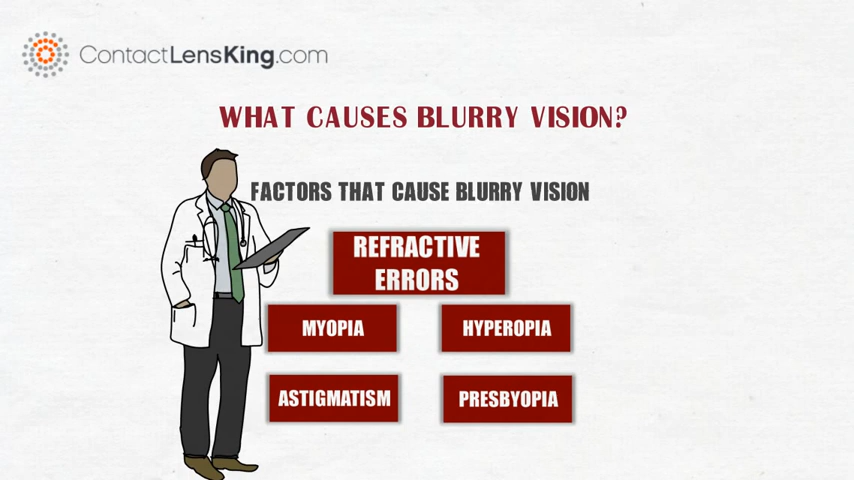 ContactLensKing.com
WHAT CAUSES BLURRY VISION?
FACTORS THAT CAUSE BLURRY VISION
REFRACTIVE
ERRORS
MYOPIA
HYPEROPIA
ASTIGMATISM
PRESBYOPIA